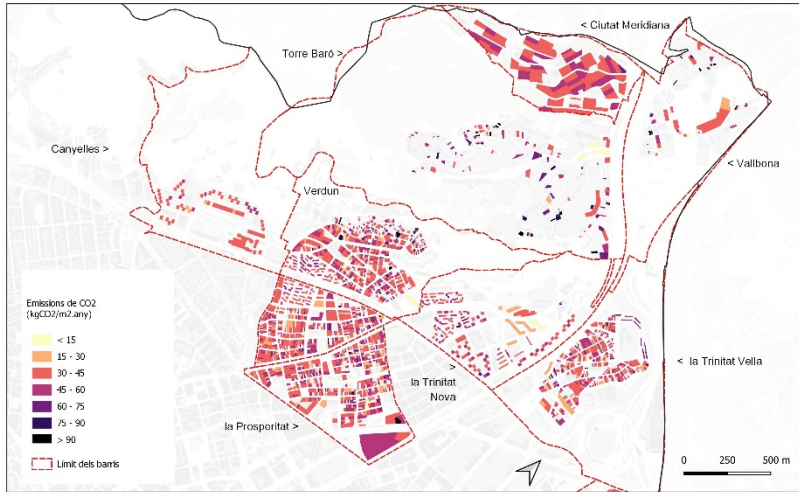 < Ciutat Meridiana
Torre Baró >
Canyelles >
< Vallbona
Verdun
Emissions de CO2
(kgCO2/m2.any)
< 15
15 - 30
30 - 45
45 - 60
60 - 75
75 - 90
> 90
Límit dels barris
< la Trinitat Vella
la Trinitat
Nova
la Prosperitat >
0 250 500 m